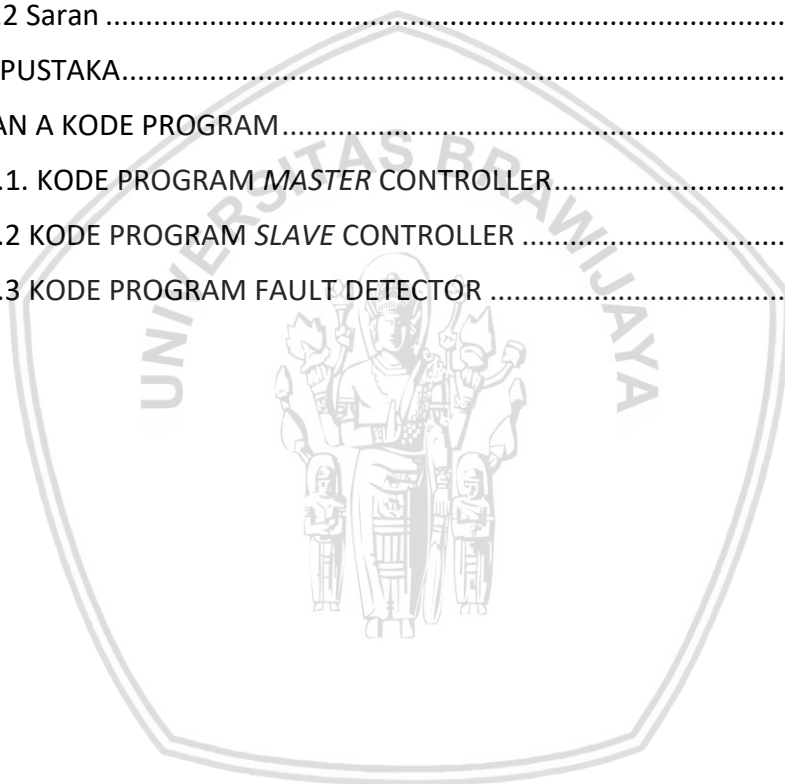 .2 Saran ................................................................................
PUSTAKA................................................................................
AN A KODE PROGRAM................................................................
.1. KODE PROGRAM MASTER CONTROLLER................................
.2 KODE PROGRAM SLAVE CONTROLLER ...................................
.3 KODE PROGRAM FAULT DETECTOR ........................................
UNIVERSITAS BRAWIJAYA